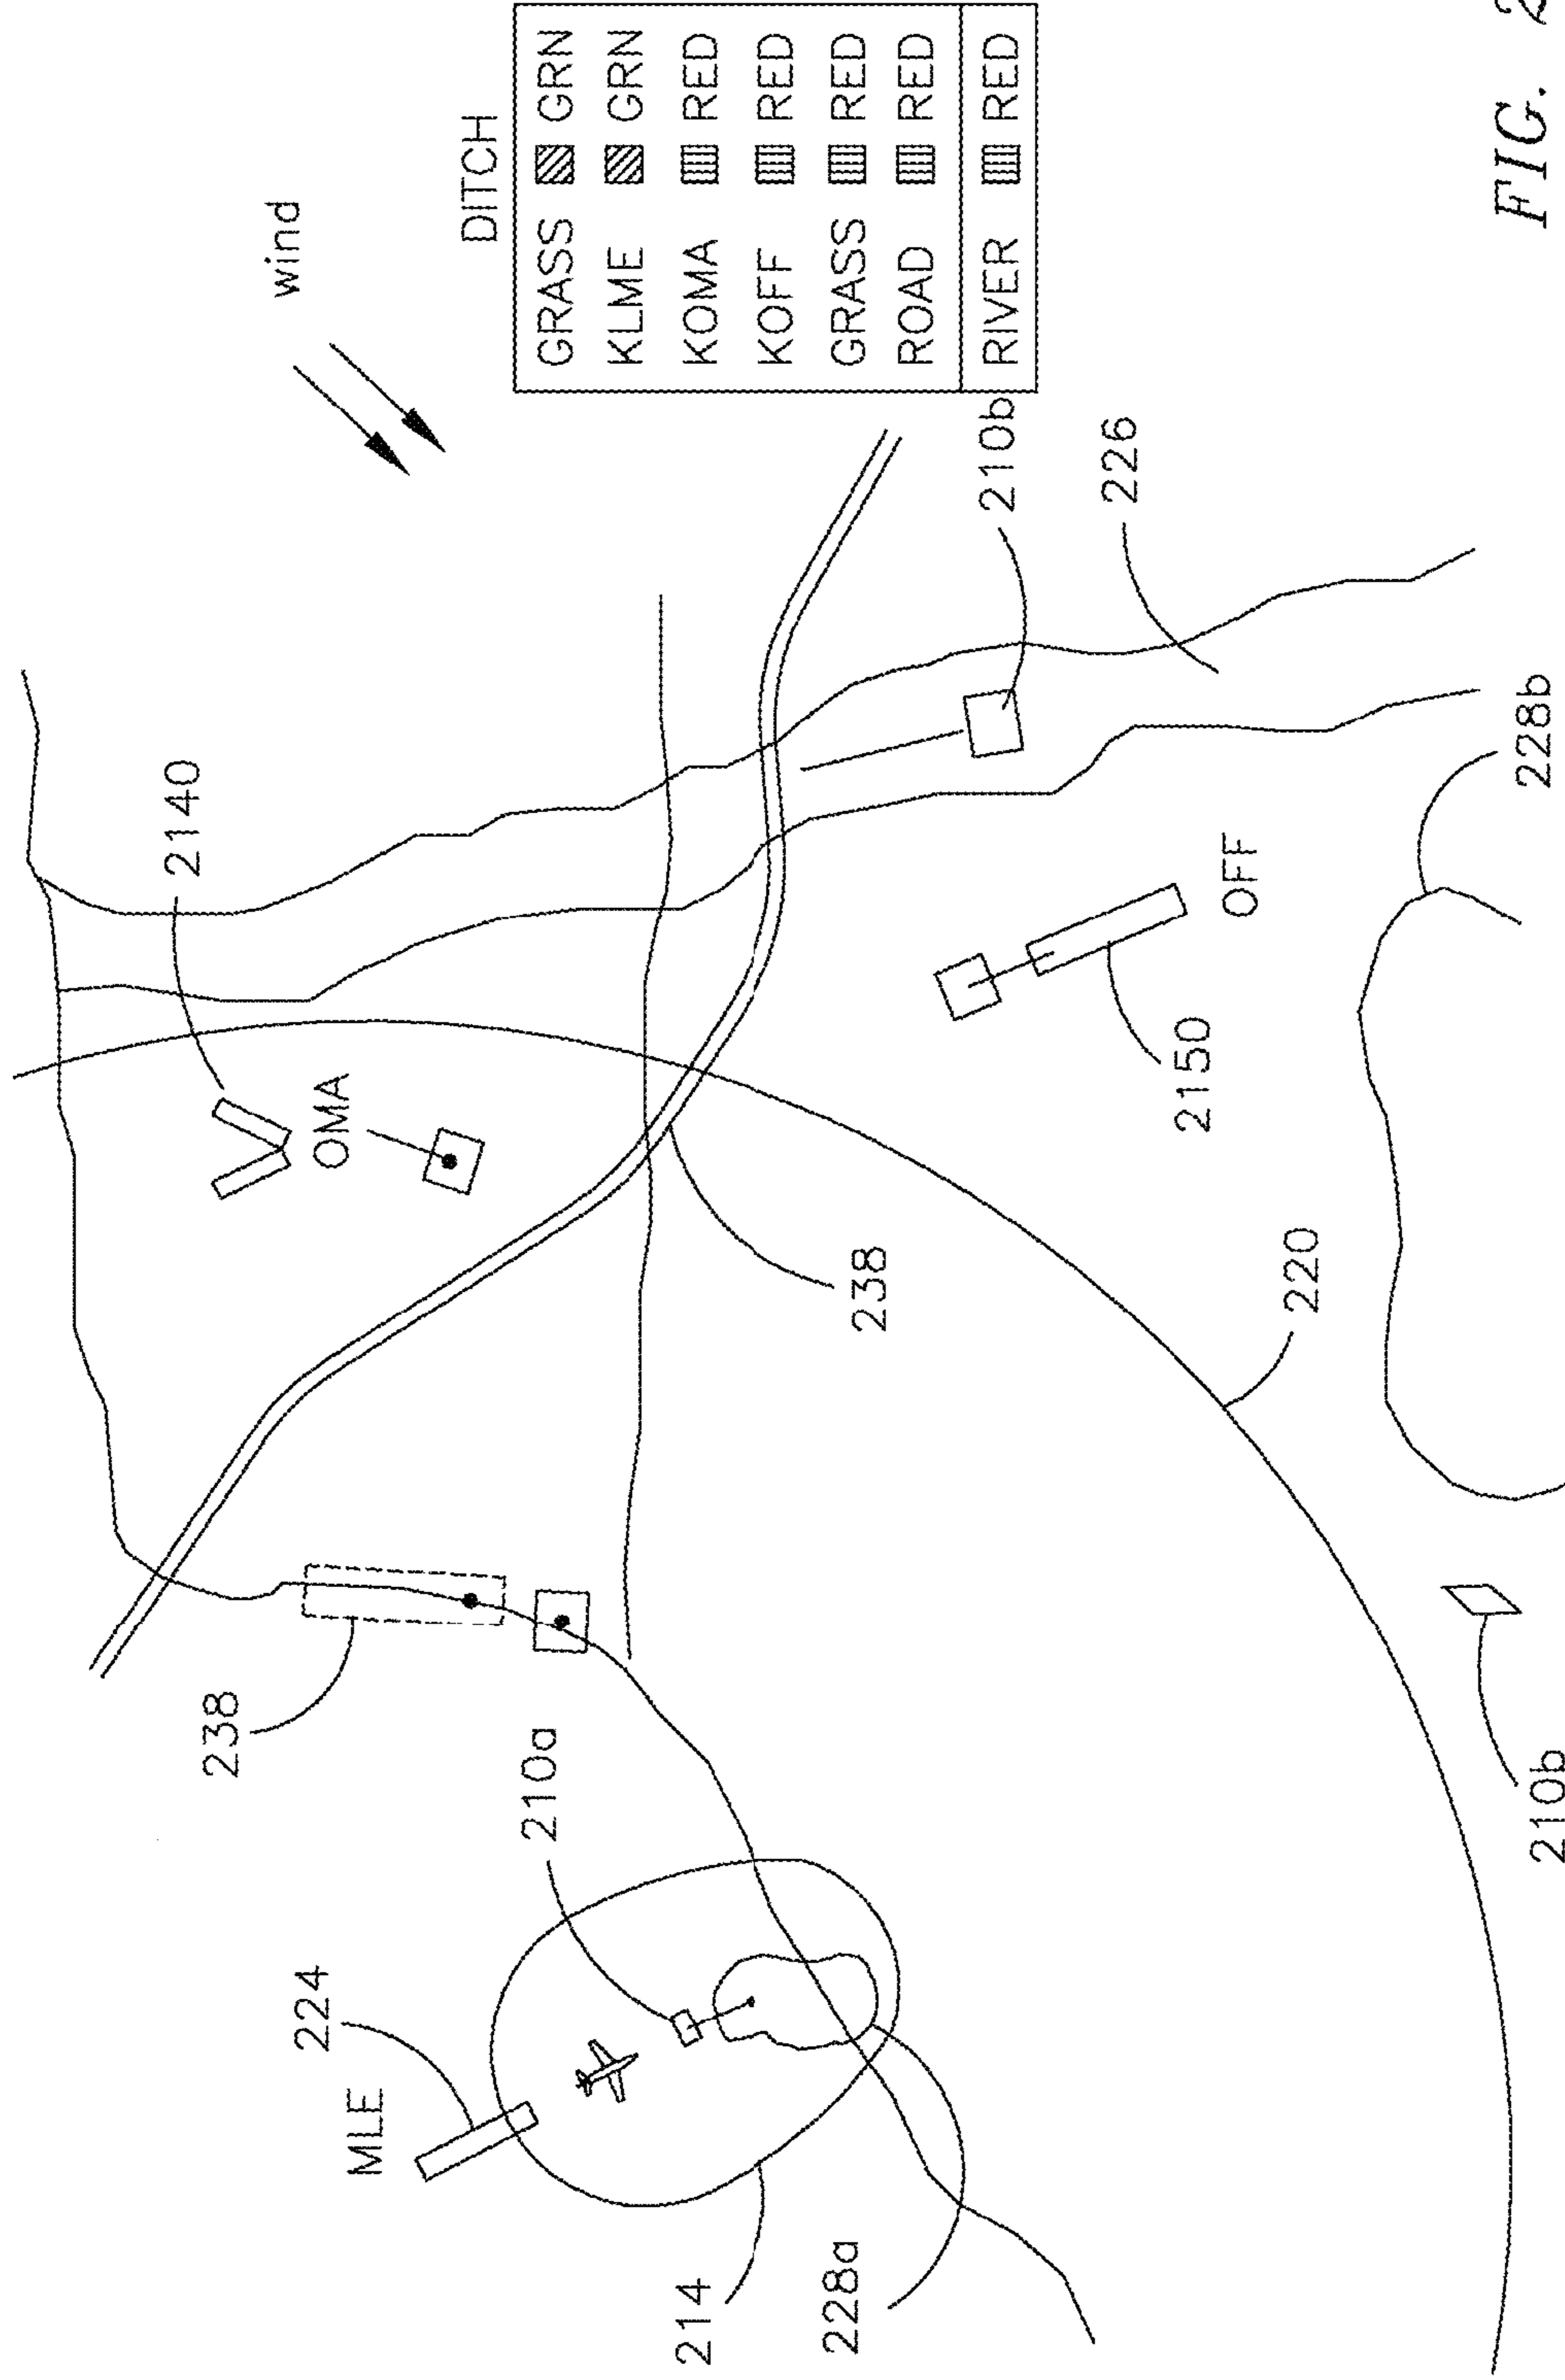 2140
238
wind
224
OMA
MLE
DITCH
210a
GRASS GRN
KLME GRN
KOMA RED
KOFF RED
GRASS RED
ROAD RED
RIVER RED
214
228a
238
210b
226
2150
OFF
220
228b
210b
FIG. 2